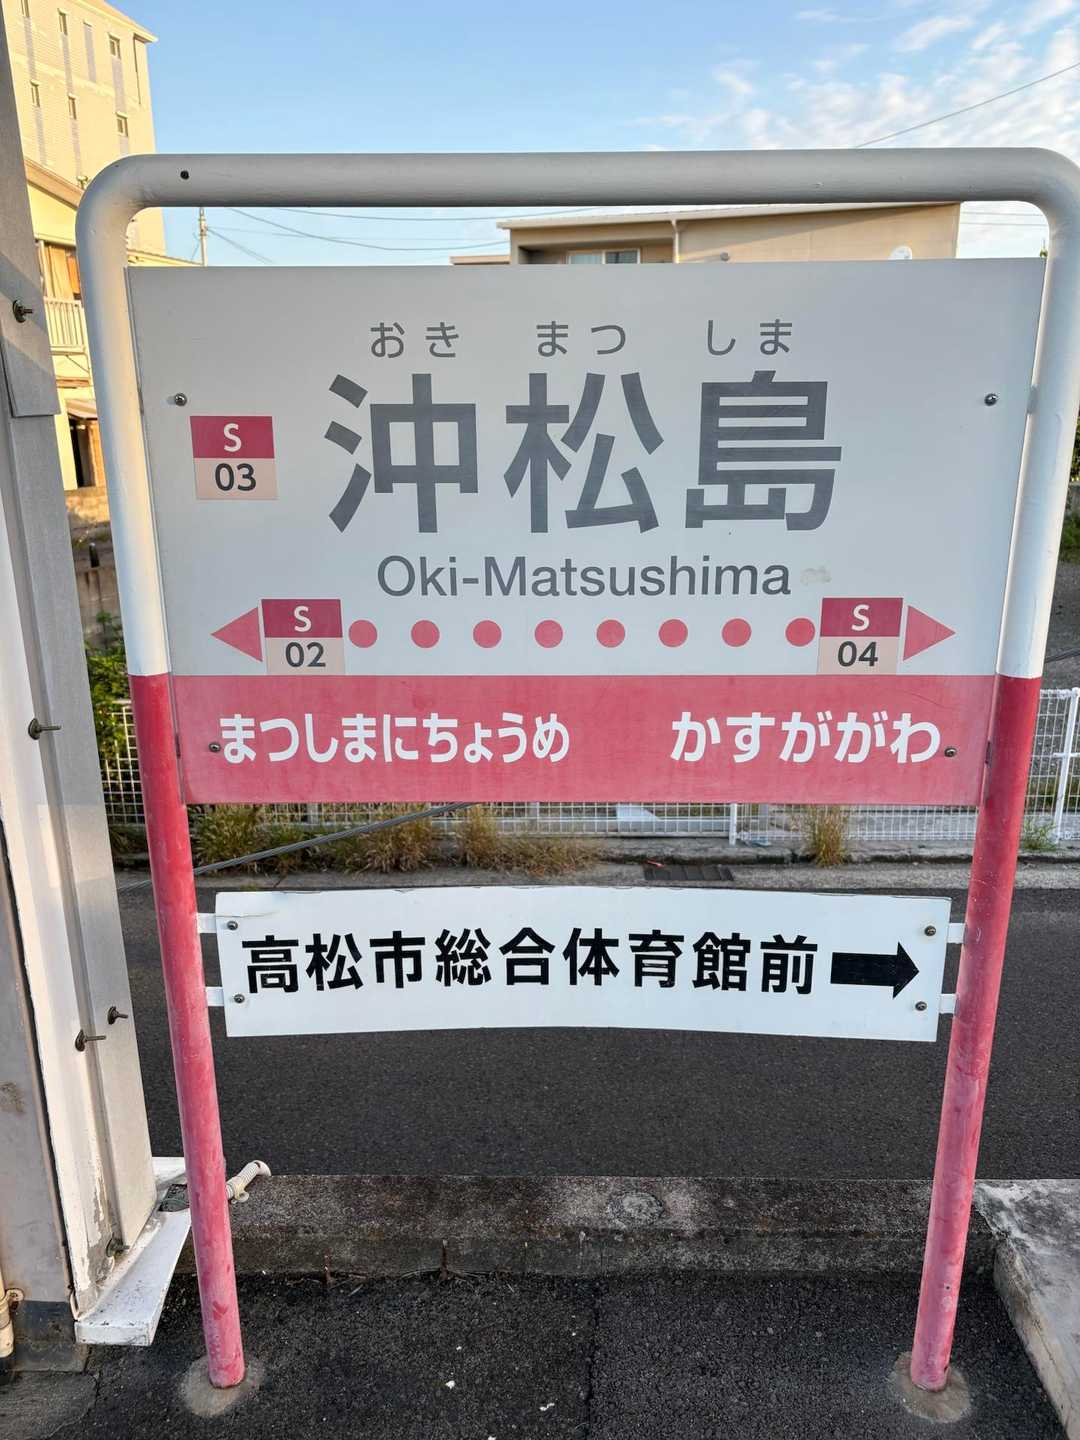 おき まつ しま
沖松島
S
03
Oki-Matsushima
S
02
S
04
まつしまにちょうめ かすががわ
高松市総合体育館前→